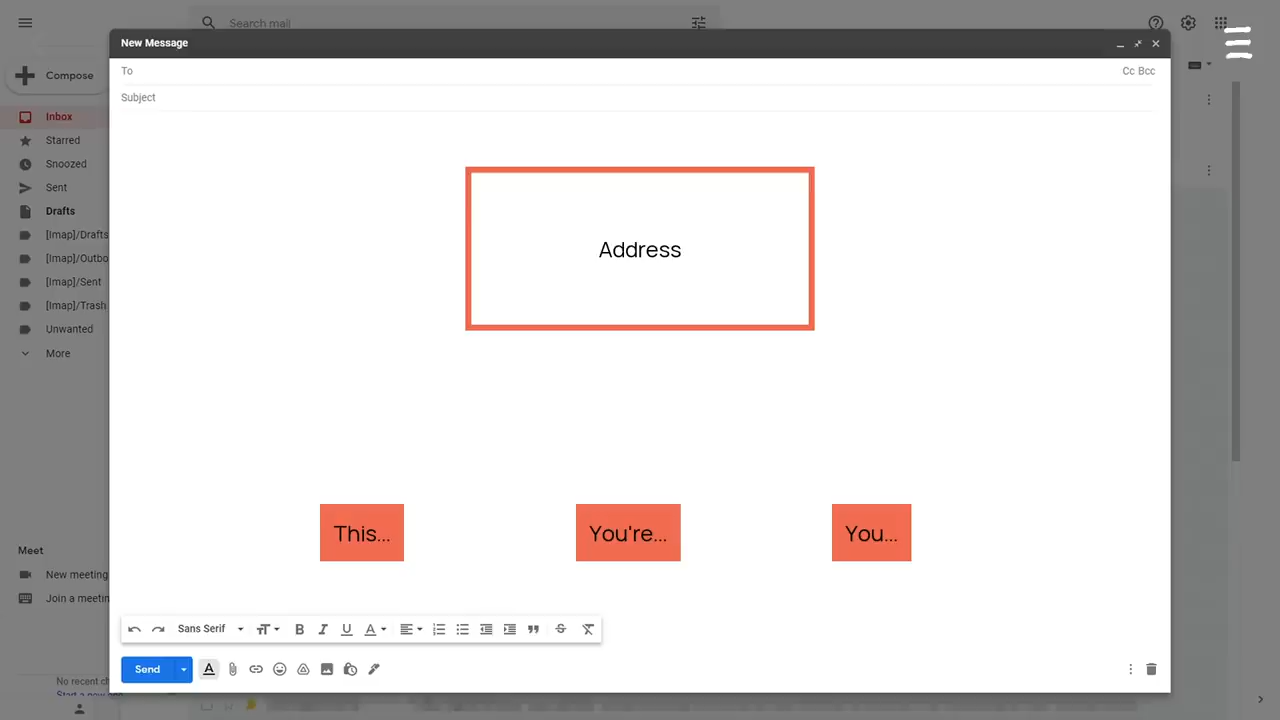 Search mail
New Message
To
Cc Bcc
Compose
Subject
Inbox
Starred
Snoozed
Sent
Drafts
[Imap]/Drafts
[Imap]/Outbo
[Imap]/Sent
[Imap]/Trash
Unwanted
More
Address
This...
You're...
You...
Meet
New meeting
Join a meetin
Sans Serif
Send
No recent ch
Start a new